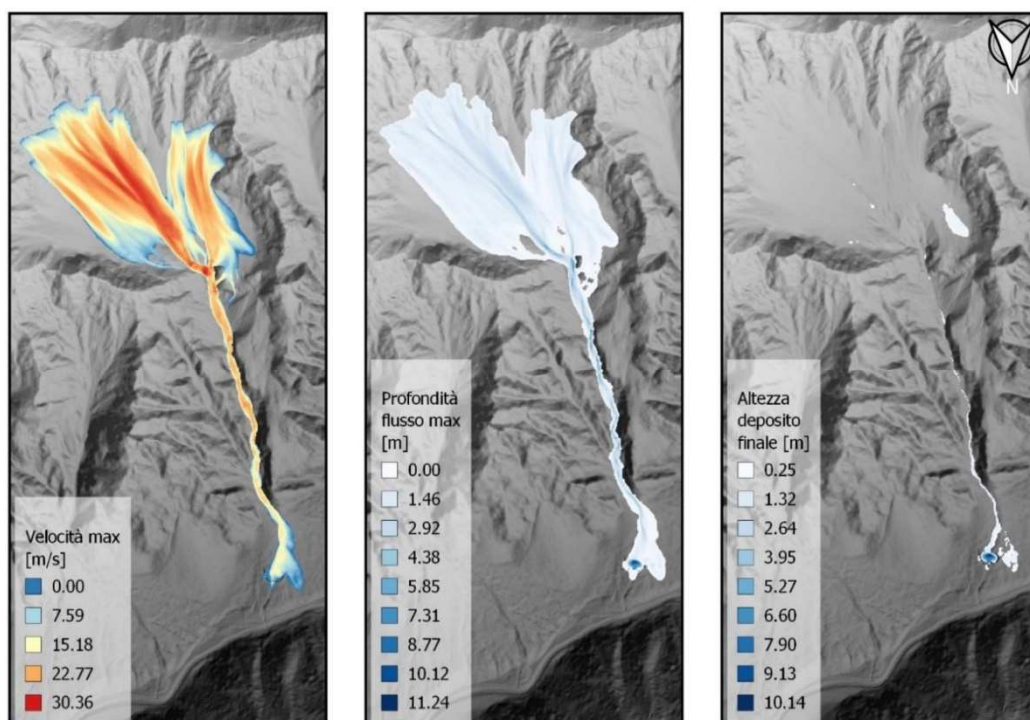 Velocità max
[m/s]
0.00
7.59
15.18
22.77
30.36
Profondità
flusso max
[m]
0.00
1.46
2.92
4.38
5.85
7.31
8.77
10.12
11.24
N
Altezza
deposito
finale [m]
0.25
1.32
2.64
3.95
5.27
6.60
7.90
9.13
10.14